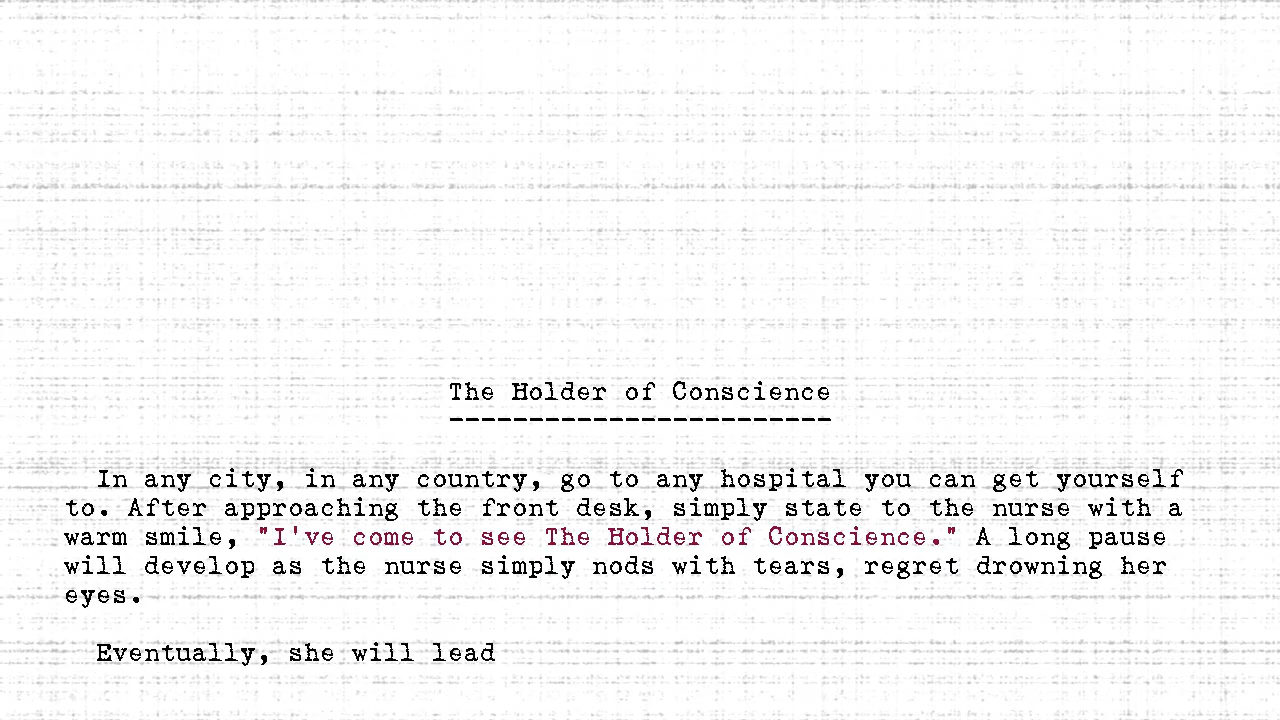 The Holder of Conscience
------------------------
In any city, in any country, go to any hospital you can get yourself
to. After approaching the front desk, simply state to the nurse with a
warm smile, "I've come to see The Holder of Conscience." A long pause
will develop as the nurse simply nods with tears, regret drowning her
eyes.
Eventually, she will lead